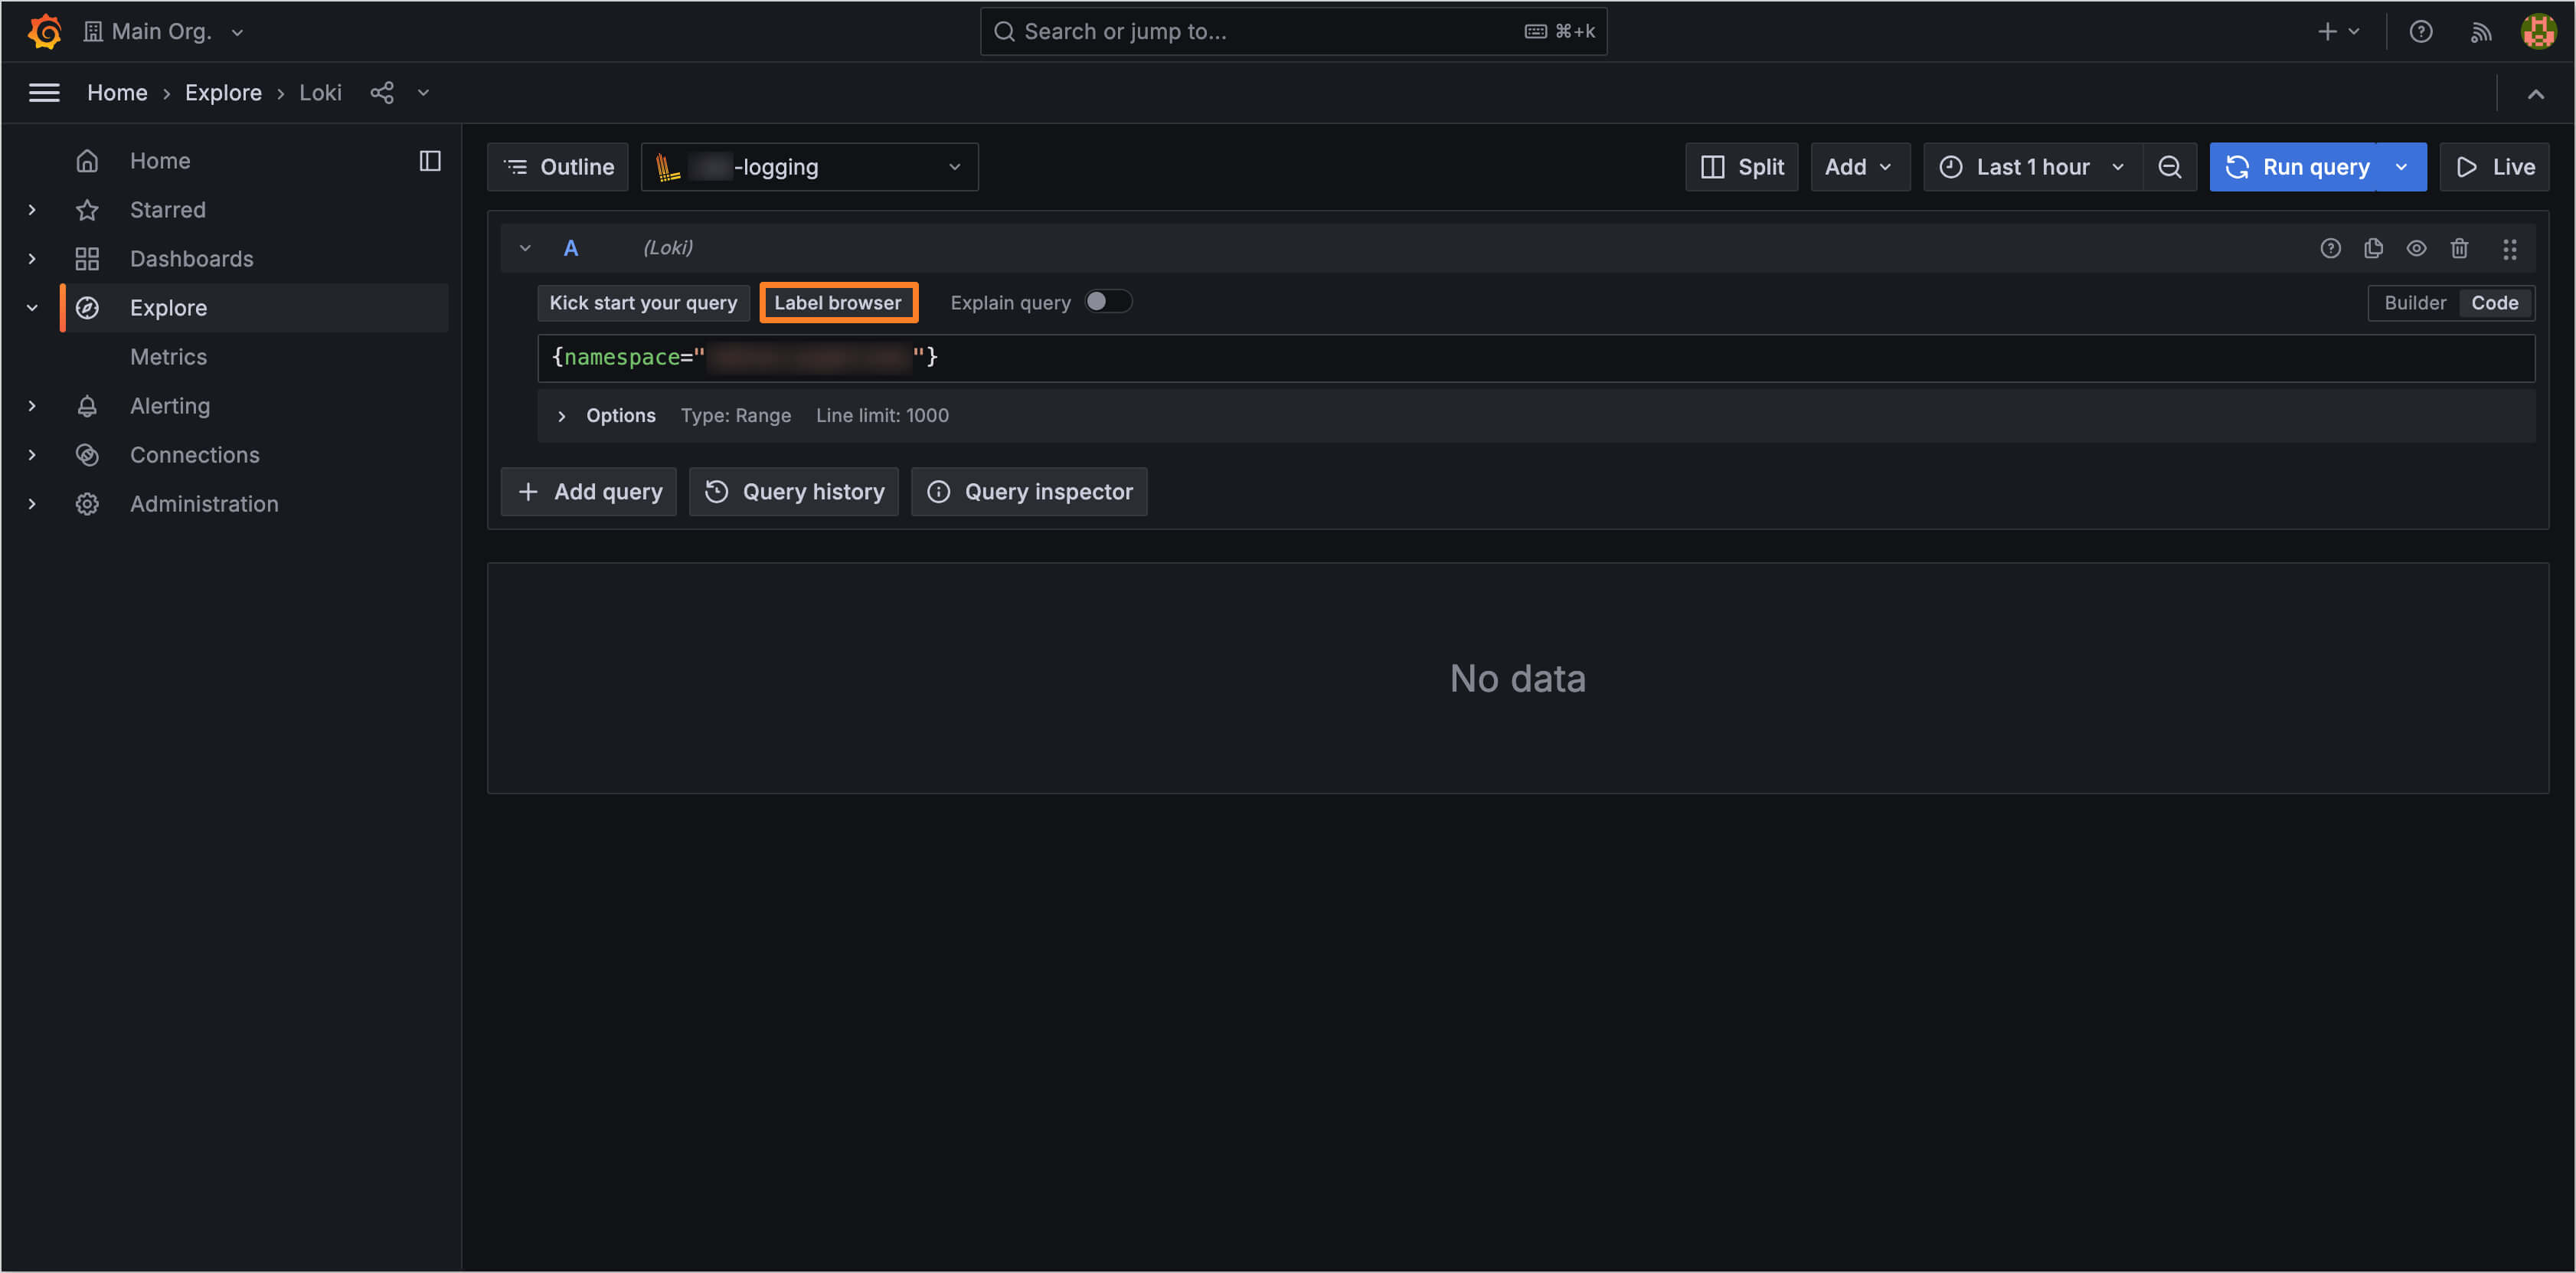 Main Org.
Search or jump to...
⌘+k
Home › Explore › Loki
Home
Starred
Dashboards
Explore
Metrics
Alerting
Connections
Administration
Outline
-logging
Split
Add
Last 1 hour
Run query
Live
A
(Loki)
Kick start your query
Label browser
Explain query
Builder
Code
{namespace=" "}
Options Type: Range Line limit: 1000
+ Add query
Query history
Query inspector
No data